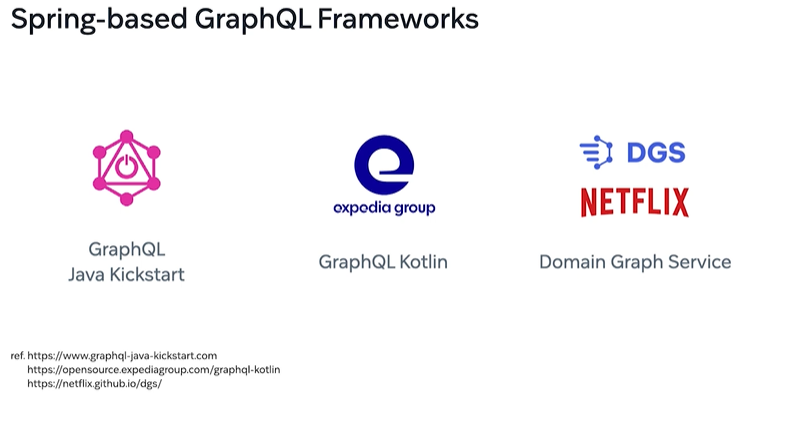 Spring-based GraphQL Frameworks
expedia group
DGS
NETFLIX
GraphQL
Java Kickstart
GraphQL Kotlin
Domain Graph Service
ref. https://www.graphql-java-kickstart.com
https://opensource.expediagroup.com/graphql-kotlin
https://netflix.github.io/dgs/